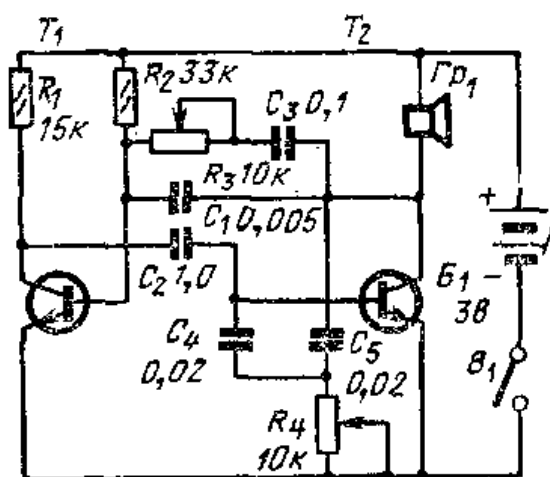 T₁
T₂
R₁
15к
R₂ 33к
Гр₁
C₃ 0,1
R₃ 10к
C₁ 0,005
C₂ 1,0
+
Б₁ –
3В
C₄
0,02
C₅
0,02
В₁
R₄
10к